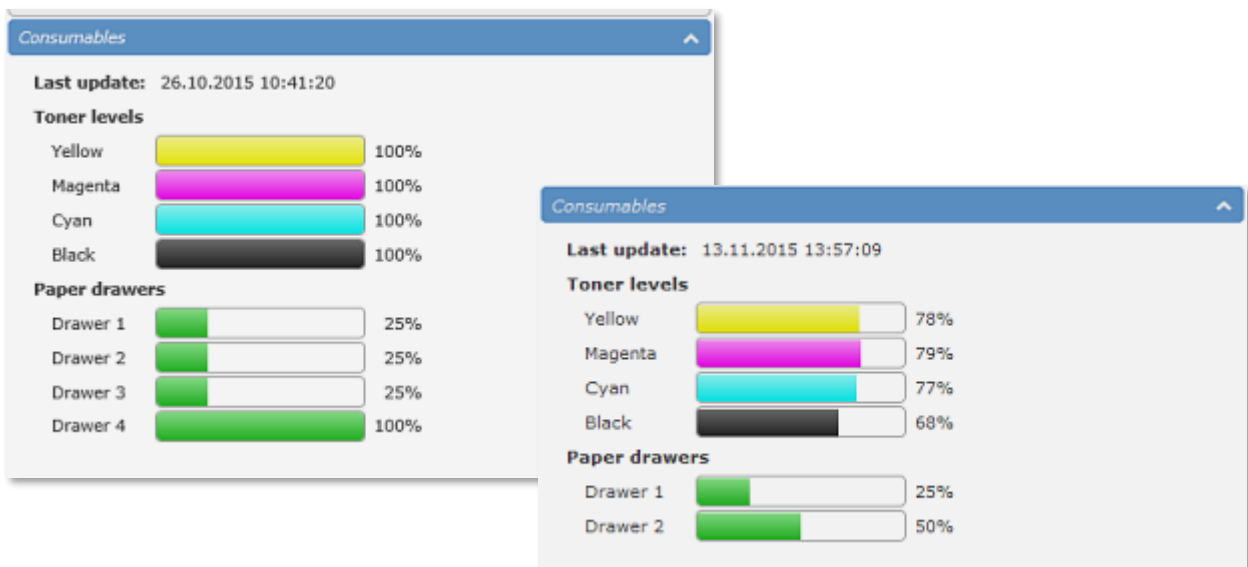 Consumables
Last update: 26.10.2015 10:41:20
Toner levels
Yellow 100%
Magenta 100%
Cyan 100%
Black 100%
Paper drawers
Drawer 1 25%
Drawer 2 25%
Drawer 3 25%
Drawer 4 100%
Consumables
Last update: 13.11.2015 13:57:09
Toner levels
Yellow 78%
Magenta 79%
Cyan 77%
Black 68%
Paper drawers
Drawer 1 25%
Drawer 2 50%